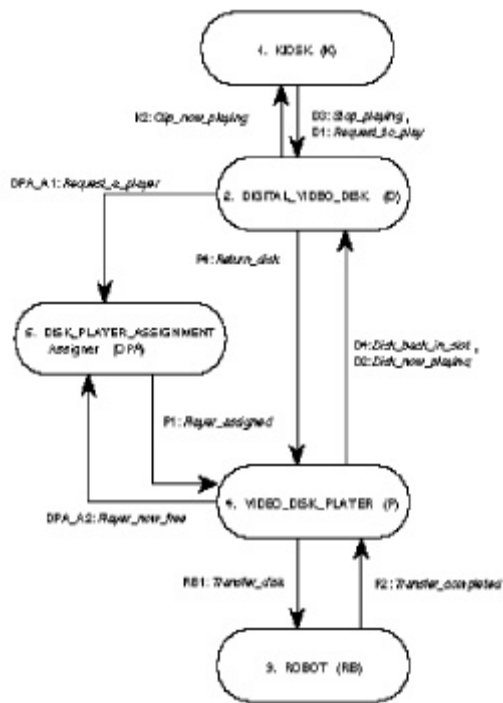 1. KIOSK (K)
K2: Clip_now_playing
D3: Stop_playing,
D1: Request_to_play
DPA_A1: Request_a_player
2. DIGITAL_VIDEO_DISK (D)
P4: Return_disk
5. DISK_PLAYER_ASSIGNMENT
Assigner (DPA)
D4: Disk_back_in_slot,
D2: Disk_now_playing
P1: Player_assigned
4. VIDEO_DISK_PLAYER (P)
DPA_A2: Player_now_free
RB1: Transfer_disk
P2: Transfer_completed
3. ROBOT (RB)